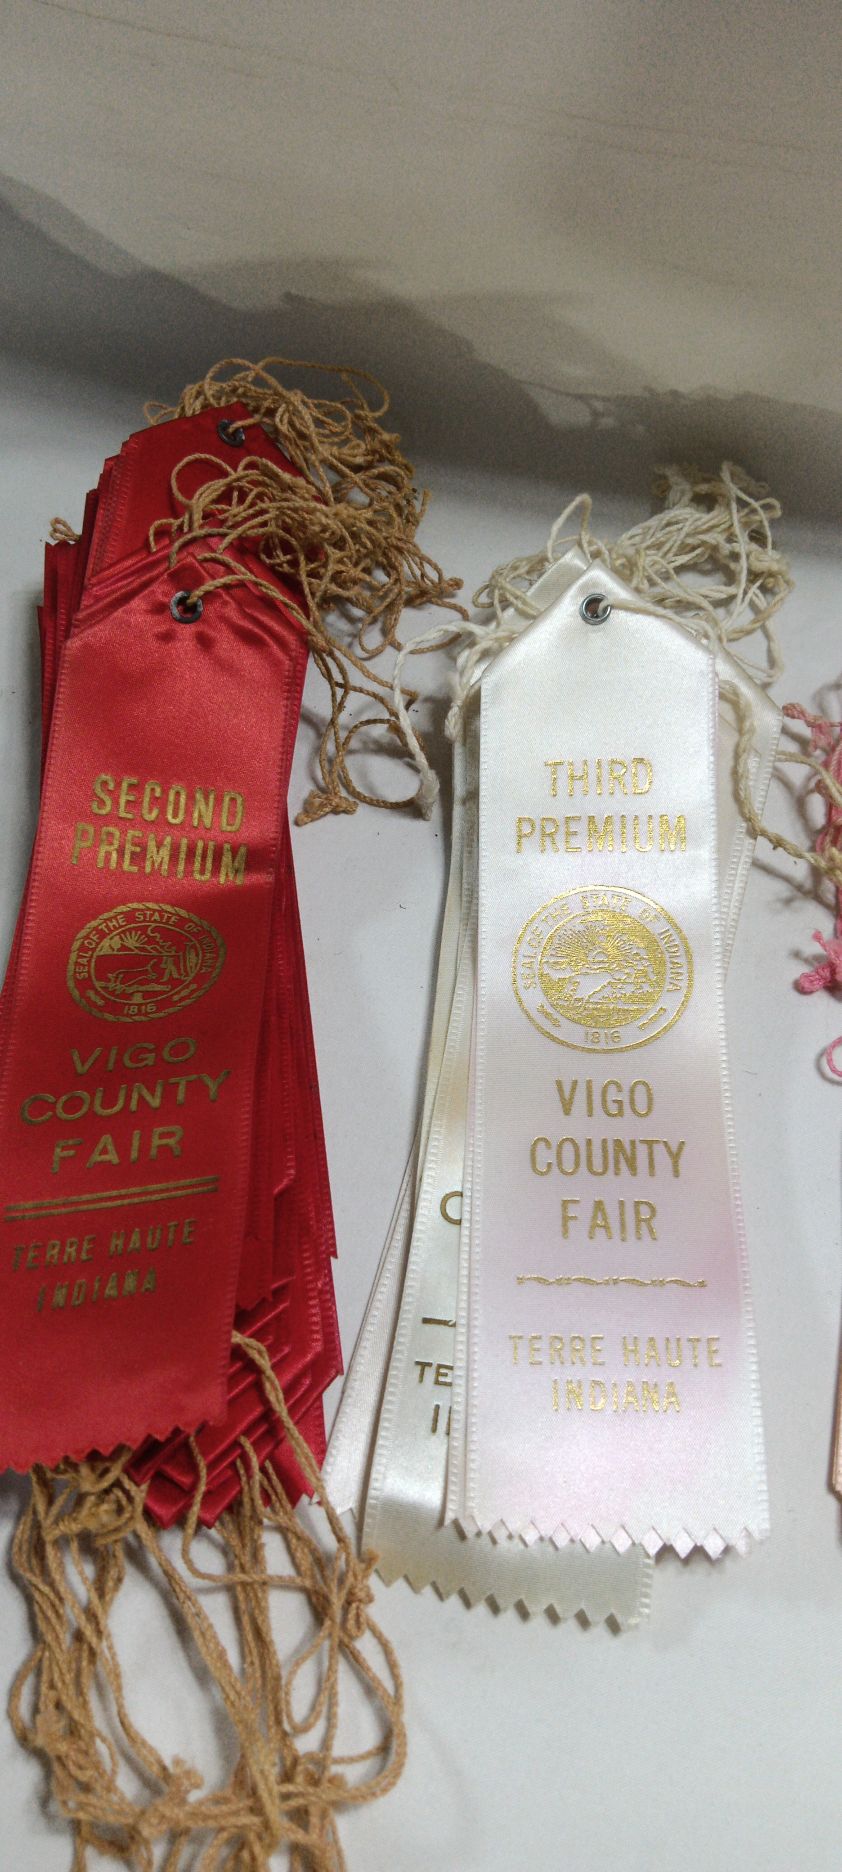 SECOND
PREMIUM
SEAL OF THE STATE OF INDIANA
1816
VIGO
COUNTY
FAIR
TERRE HAUTE
INDIANA
THIRD
PREMIUM
SEAL OF THE STATE OF INDIANA
1816
VIGO
COUNTY
FAIR
TERRE HAUTE
INDIANA
C
TE